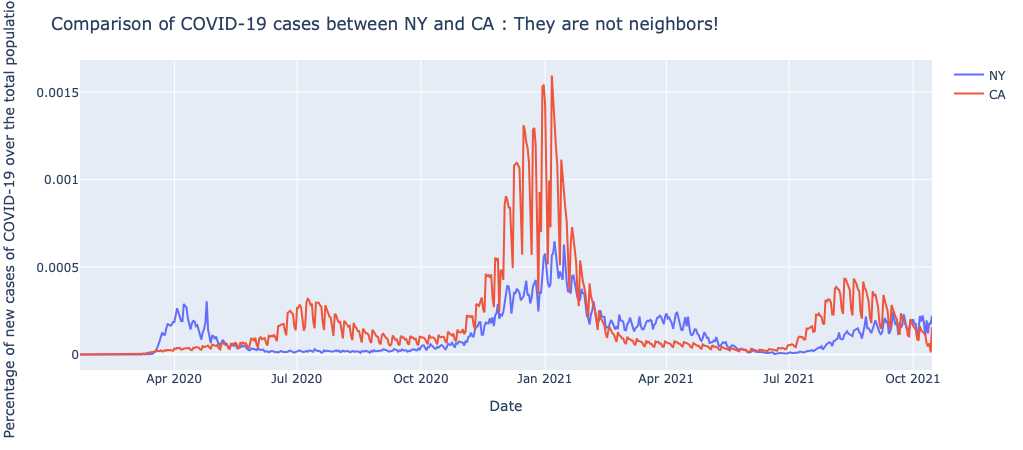 Comparison of COVID-19 cases between NY and CA : They are not neighbors!
Percentage of new cases of COVID-19 over the total populatio
0.0015
0.001
0.0005
0
Apr 2020
Jul 2020
Oct 2020
Jan 2021
Apr 2021
Jul 2021
Oct 2021
Date
NY
CA